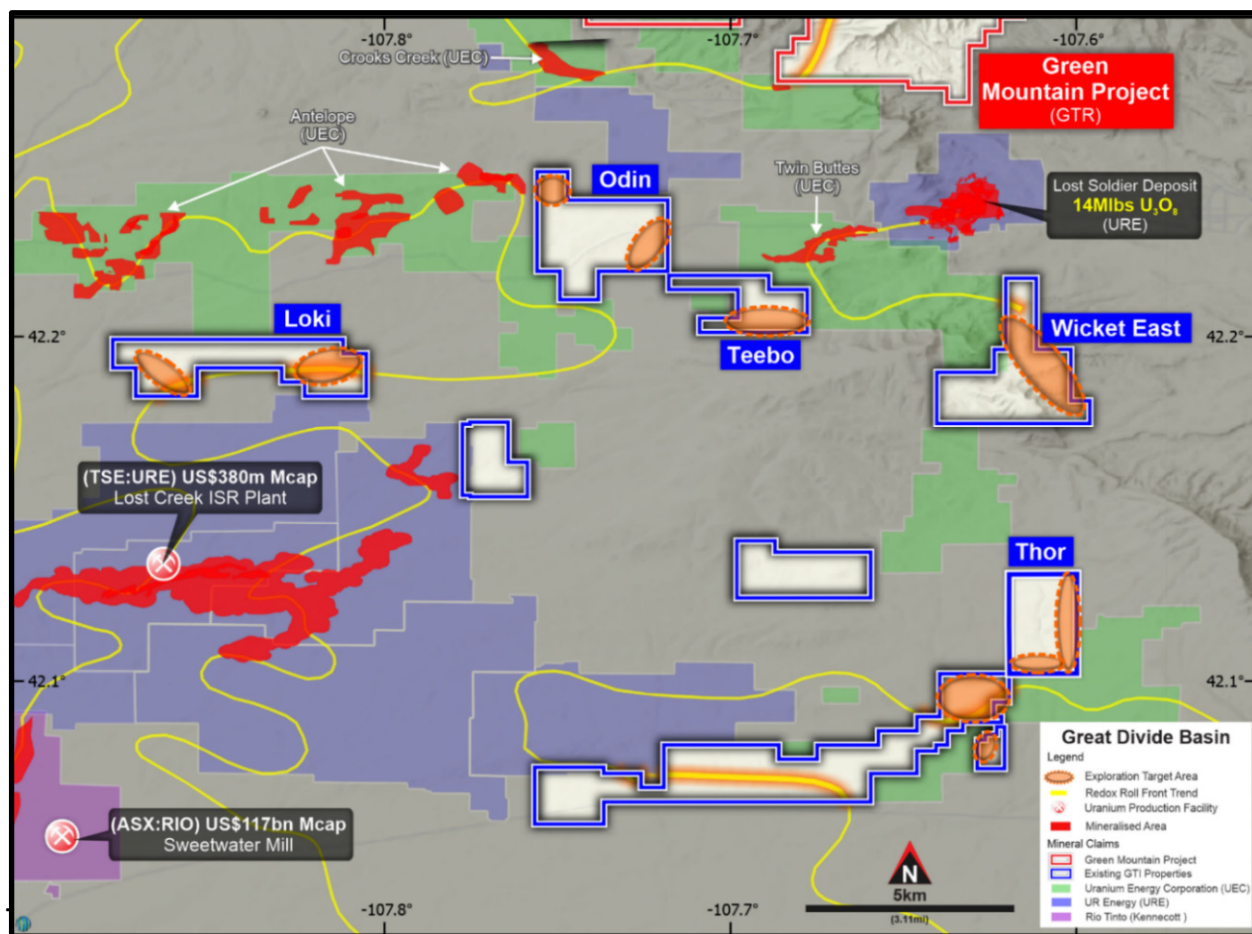 -107.8°
-107.7°
-107.6°
Crooks Creek (UEC)
Green
Mountain Project
(GTR)
Antelope
(UEC)
Odin
Twin Buttes
(UEC)
Lost Soldier Deposit
14Mlbs U₃O₈
(URE)
Loki
42.2°
Teebo
Wicket East
42.2°
(TSE:URE) US$380m Mcap
Lost Creek ISR Plant
Thor
42.1°
42.1°
(ASX:RIO) US$117bn Mcap
Sweetwater Mill
N
5km
(3.11mi)
-107.8°
-107.7°
Great Divide Basin
Legend
Exploration Target Area
Redox Roll Front Trend
Uranium Production Facility
Mineralised Area
Mineral Claims
Green Mountain Project
Existing GTI Properties
Uranium Energy Corporation (UEC)
UR Energy (URE)
Rio Tinto (Kennecott )